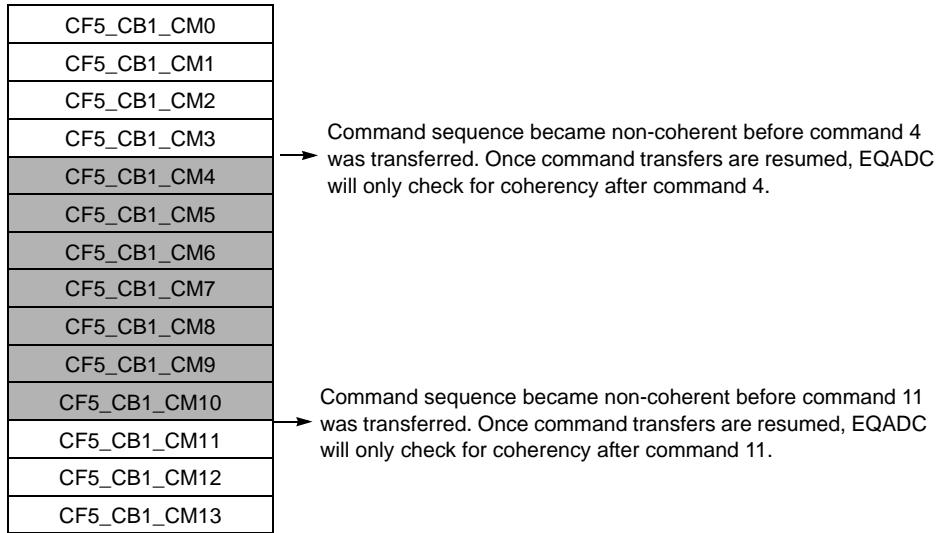 CF5_CB1_CM0
CF5_CB1_CM1
CF5_CB1_CM2
CF5_CB1_CM3
CF5_CB1_CM4
CF5_CB1_CM5
CF5_CB1_CM6
CF5_CB1_CM7
CF5_CB1_CM8
CF5_CB1_CM9
CF5_CB1_CM10
CF5_CB1_CM11
CF5_CB1_CM12
CF5_CB1_CM13
Command sequence became non-coherent before command 4
was transferred. Once command transfers are resumed, EQADC
will only check for coherency after command 4.
Command sequence became non-coherent before command 11
was transferred. Once command transfers are resumed, EQADC
will only check for coherency after command 11.